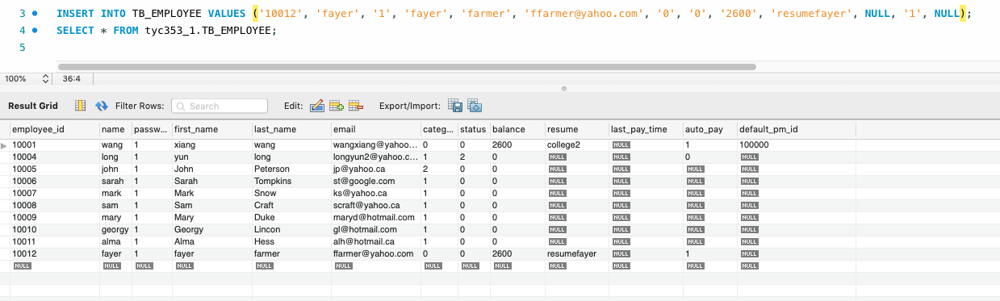 3 INSERT INTO TB_EMPLOYEE VALUES ('10012', 'fayer', '1', 'fayer', 'farmer', 'ffarmer@yahoo.com', '0', '0', '2600', 'resumefayer', NULL, '1', NULL);
4 SELECT * FROM tyc353_1.TB_EMPLOYEE;
5
100% 36:4
Result Grid Filter Rows: Search Edit: Export/Import:
employee_id name passw... first_name last_name email categ... status balance resume last_pay_time auto_pay default_pm_id
10001 wang 1 xiang wang wangxiang@yahoo... 0 0 2600 college2 NULL 1 100000
10004 long 1 yun long longyun2@yahoo.c... 1 2 0 NULL NULL 0 NULL
10005 john 1 John Peterson jp@yahoo.ca 2 0 0 NULL NULL NULL NULL
10006 sarah 1 Sarah Tompkins st@google.com 1 0 0 NULL NULL NULL NULL
10007 mark 1 Mark Snow ks@yahoo.ca 1 0 0 NULL NULL NULL NULL
10008 sam 1 Sam Craft scraft@yahoo.ca 1 0 0 NULL NULL NULL NULL
10009 mary 1 Mary Duke maryd@hotmail.com 1 0 0 NULL NULL NULL NULL
10010 georgy 1 Georgy Lincon gl@hotmail.com 1 0 0 NULL NULL NULL NULL
10011 alma 1 Alma Hess alh@hotmail.ca 1 0 0 NULL NULL NULL NULL
10012 fayer 1 fayer farmer ffarmer@yahoo.com 0 0 2600 resumefayer NULL 1 NULL
NULL NULL NULL NULL NULL NULL NULL NULL NULL NULL NULL NULL NULL